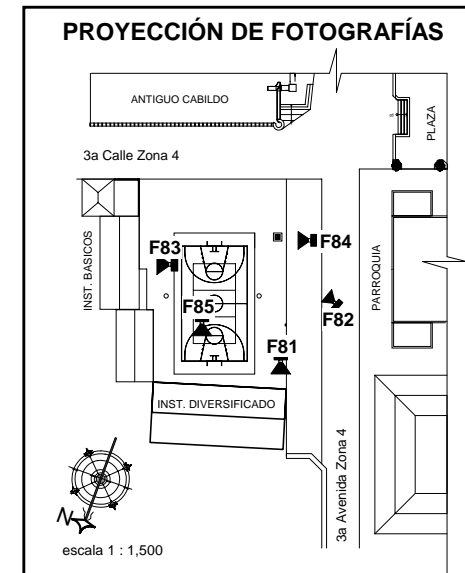 PROYECCIÓN DE FOTOGRAFÍAS
ANTIGUO CABILDO
PLAZA
3a Calle Zona 4
INST. BASICOS
F83
F84
PARROQUIA
F85
F82
F81
INST. DIVERSIFICADO
3a Avenida Zona 4
N
escala 1 : 1,500